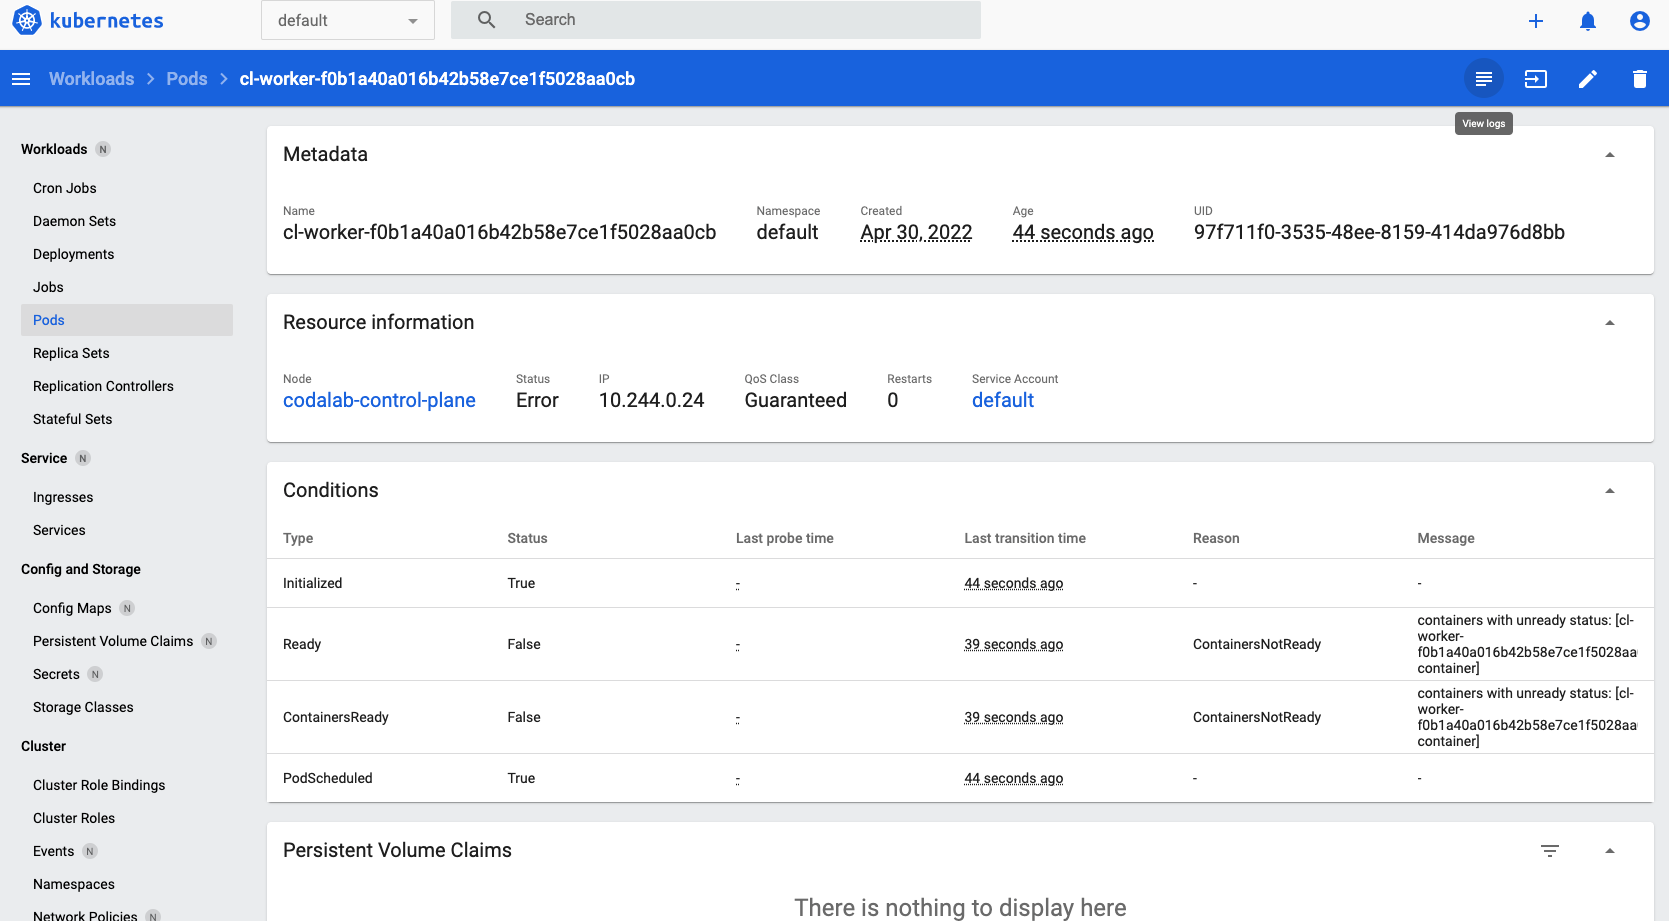 kubernetes
default
Search
Workloads > Pods > cl-worker-f0b1a40a016b42b58e7ce1f5028aa0cb
View logs
Workloads N
Cron Jobs
Daemon Sets
Deployments
Jobs
Pods
Replica Sets
Replication Controllers
Stateful Sets
Service N
Ingresses
Services
Config and Storage
Config Maps N
Persistent Volume Claims N
Secrets N
Storage Classes
Cluster
Cluster Role Bindings
Cluster Roles
Events N
Namespaces
Network Policies N
Metadata
Name Namespace Created Age UID
cl-worker-f0b1a40a016b42b58e7ce1f5028aa0cb default Apr 30, 2022 44 seconds ago 97f711f0-3535-48ee-8159-414da976d8bb
Resource information
Node Status IP QoS Class Restarts Service Account
codalab-control-plane Error 10.244.0.24 Guaranteed 0 default
Conditions
Type Status Last probe time Last transition time Reason Message
Initialized True - 44 seconds ago - -
Ready False - 39 seconds ago ContainersNotReady
containers with unready status: [cl-
worker-
f0b1a40a016b42b58e7ce1f5028aa
container]
ContainersReady False - 39 seconds ago ContainersNotReady
containers with unready status: [cl-
worker-
f0b1a40a016b42b58e7ce1f5028aa
container]
PodScheduled True - 44 seconds ago - -
Persistent Volume Claims
There is nothing to display here